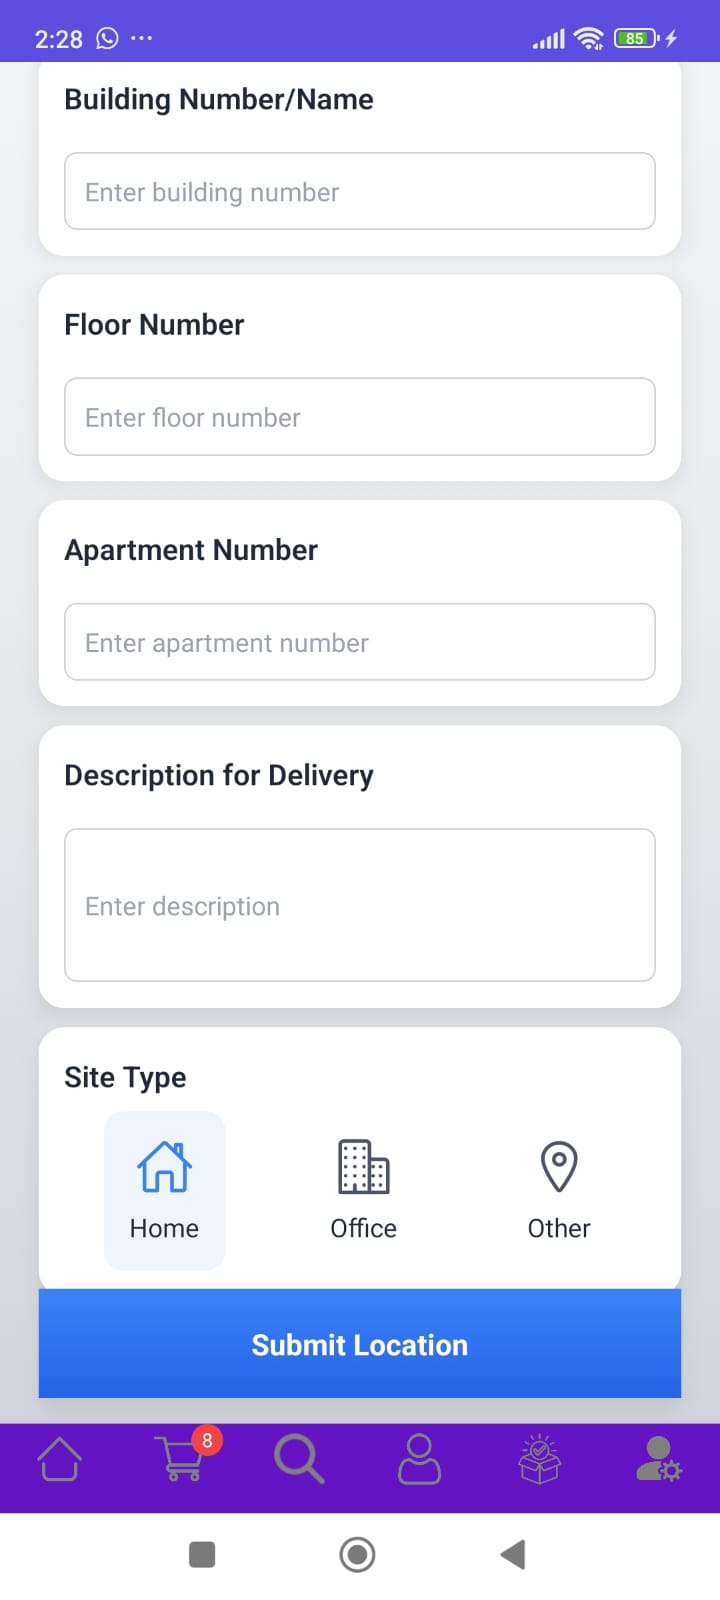 2:28
85
Building Number/Name
Enter building number
Floor Number
Enter floor number
Apartment Number
Enter apartment number
Description for Delivery
Enter description
Site Type
Home Office Other
Submit Location
8